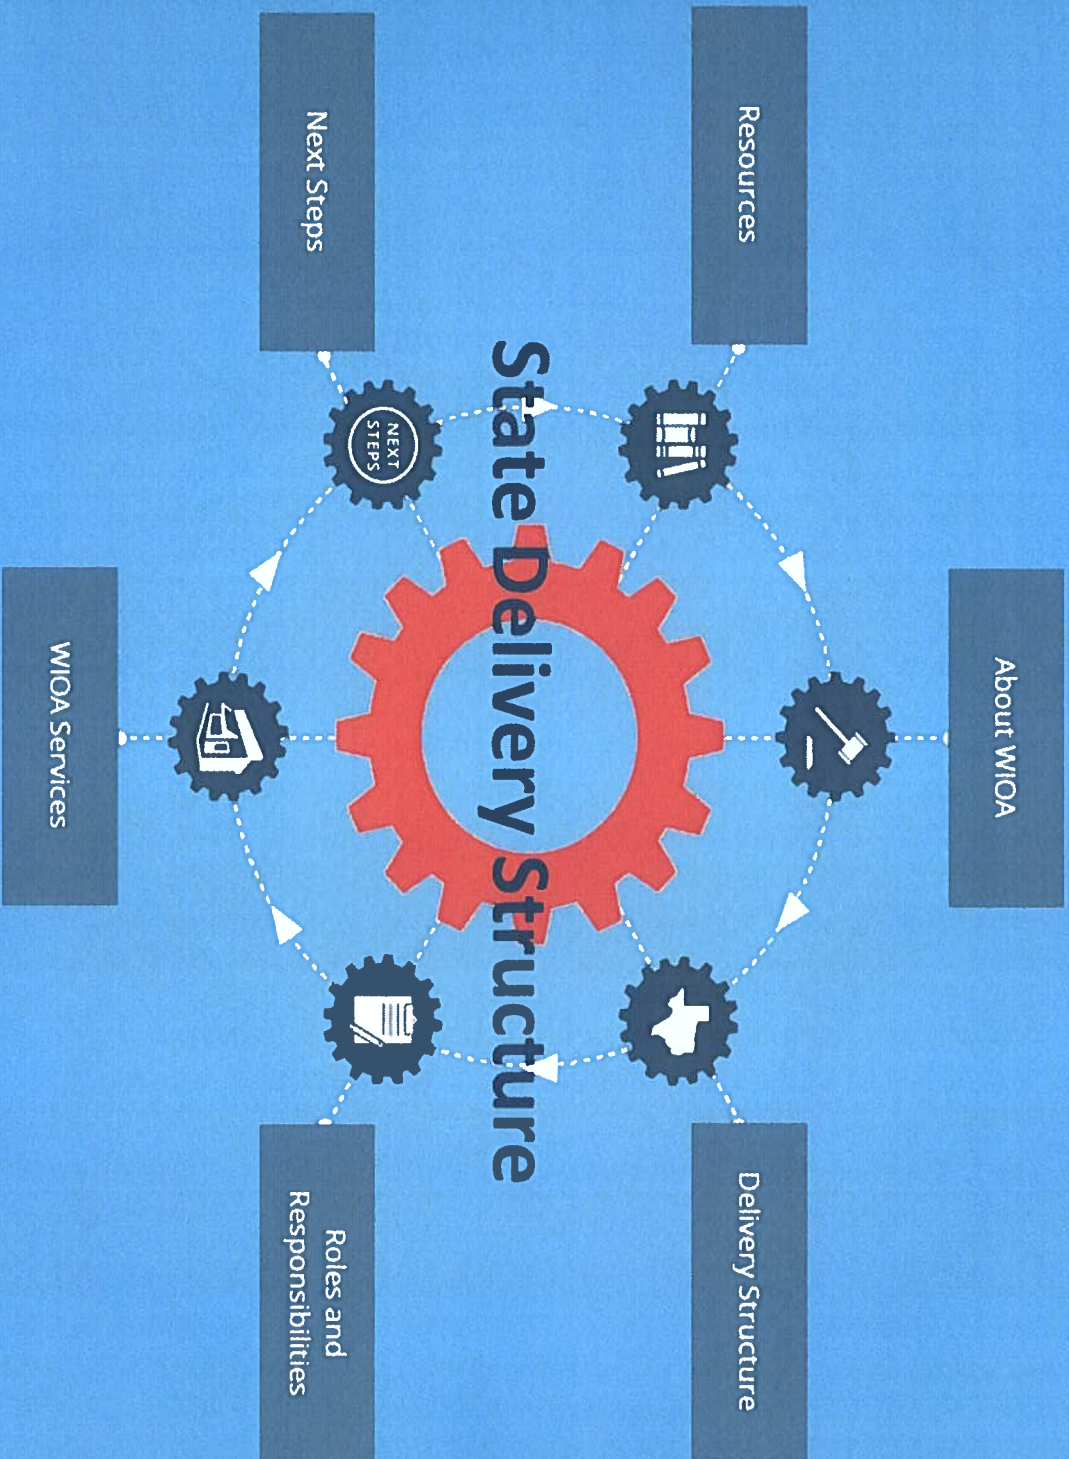 About WIOA
Resources
Delivery Structure
State Delivery Structure
NEXT
STEPS
Next Steps
Roles and
Responsibilities
WIOA Services